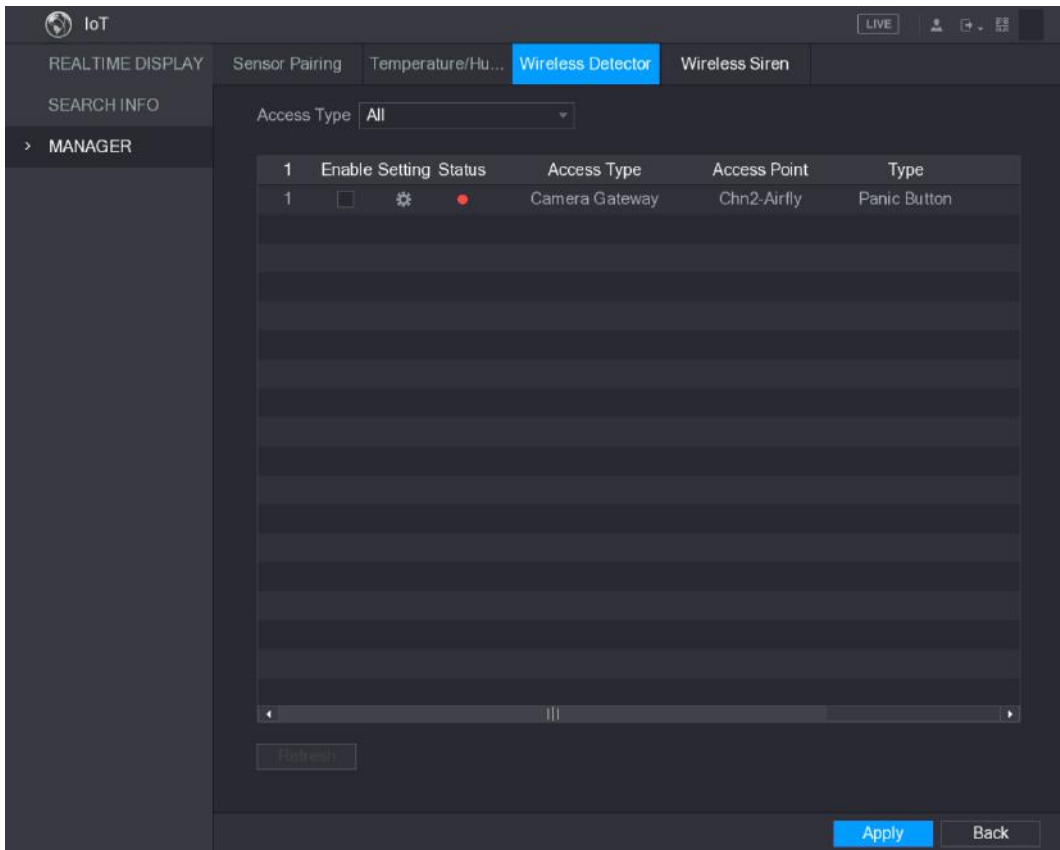 IoT
LIVE
REALTIME DISPLAY
SEARCH INFO
MANAGER
Sensor Pairing Temperature/Hu... Wireless Detector Wireless Siren
Access Type All
1 Enable Setting Status Access Type Access Point Type
1 Camera Gateway Chn2-Airfly Panic Button
Refresh
Apply Back